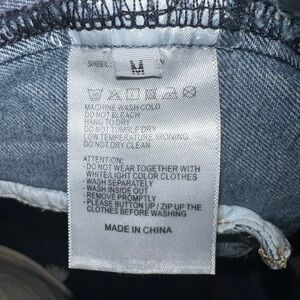 SHELL: M
MACHINE WASH COLD
DO NOT BLEACH
HANG TO DRY
DO NOT TUMBLE DRY
LOW TEMPERATURE IRONING
DO NOT DRY CLEAN
ATTENTION:
- DO NOT WEAR TOGETHER WITH
WHITE/LIGHT COLOR CLOTHES
- WASH SEPARATELY
- WASH INSIDE OUT
- REMOVE PROMPTLY
- PLEASE BUTTON UP / ZIP UP THE
CLOTHES BEFORE WASHING
MADE IN CHINA